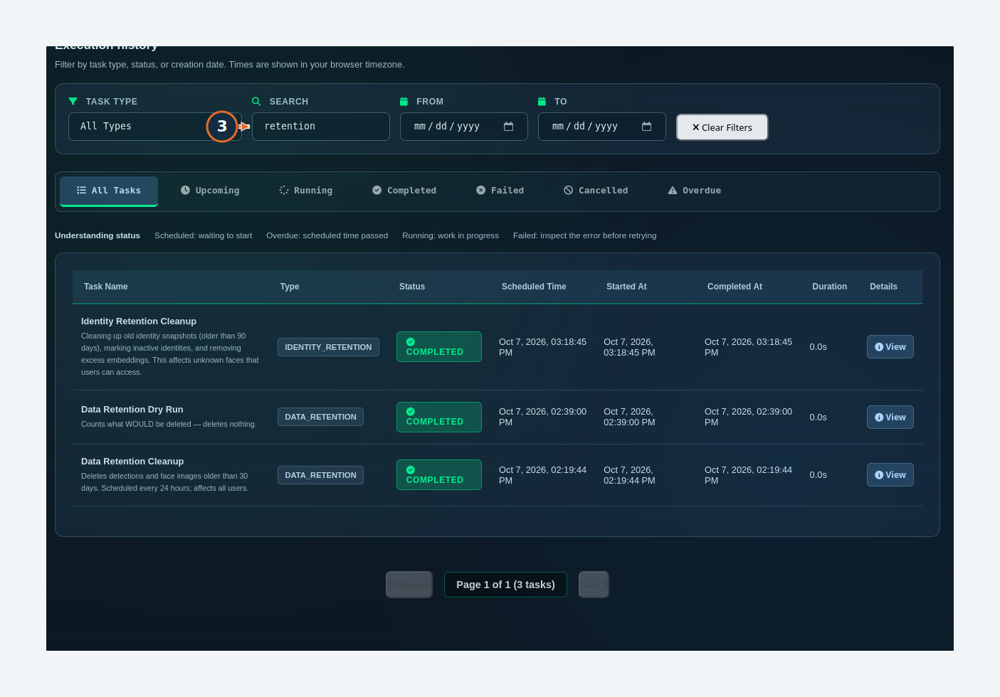 Execution history
Filter by task type, status, or creation date. Times are shown in your browser timezone.
TASK TYPE
SEARCH
FROM
TO
All Types
3
retention
mm/dd/yyyy
mm/dd/yyyy
Clear Filters
All Tasks
Upcoming
Running
Completed
Failed
Cancelled
Overdue
Understanding status
Scheduled: waiting to start
Overdue: scheduled time passed
Running: work in progress
Failed: inspect the error before retrying
Task Name
Type
Status
Scheduled Time
Started At
Completed At
Duration
Details
Identity Retention Cleanup
Cleaning up old identity snapshots (older than 90
days), marking inactive identities, and removing
excess embeddings. This affects unknown faces that
users can access.
IDENTITY_RETENTION
COMPLETED
Oct 7, 2026, 03:18:45
PM
Oct 7, 2026,
03:18:45 PM
Oct 7, 2026, 03:18:45
PM
0.0s
View
Data Retention Dry Run
Counts what WOULD be deleted — deletes nothing.
DATA_RETENTION
COMPLETED
Oct 7, 2026, 02:39:00
PM
Oct 7, 2026,
02:39:00 PM
Oct 7, 2026, 02:39:00
PM
0.0s
View
Data Retention Cleanup
Deletes detections and face images older than 30
days. Scheduled every 24 hours; affects all users.
DATA_RETENTION
COMPLETED
Oct 7, 2026, 02:19:44
PM
Oct 7, 2026,
02:19:44 PM
Oct 7, 2026, 02:19:44
PM
0.0s
View
Previous
Page 1 of 1 (3 tasks)
Next